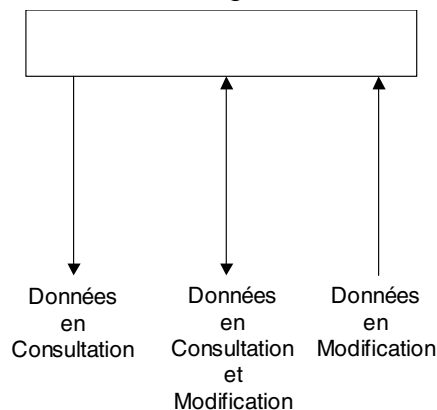 Données
en
Consultation
Données
en
Consultation
et
Modification
Données
en
Modification